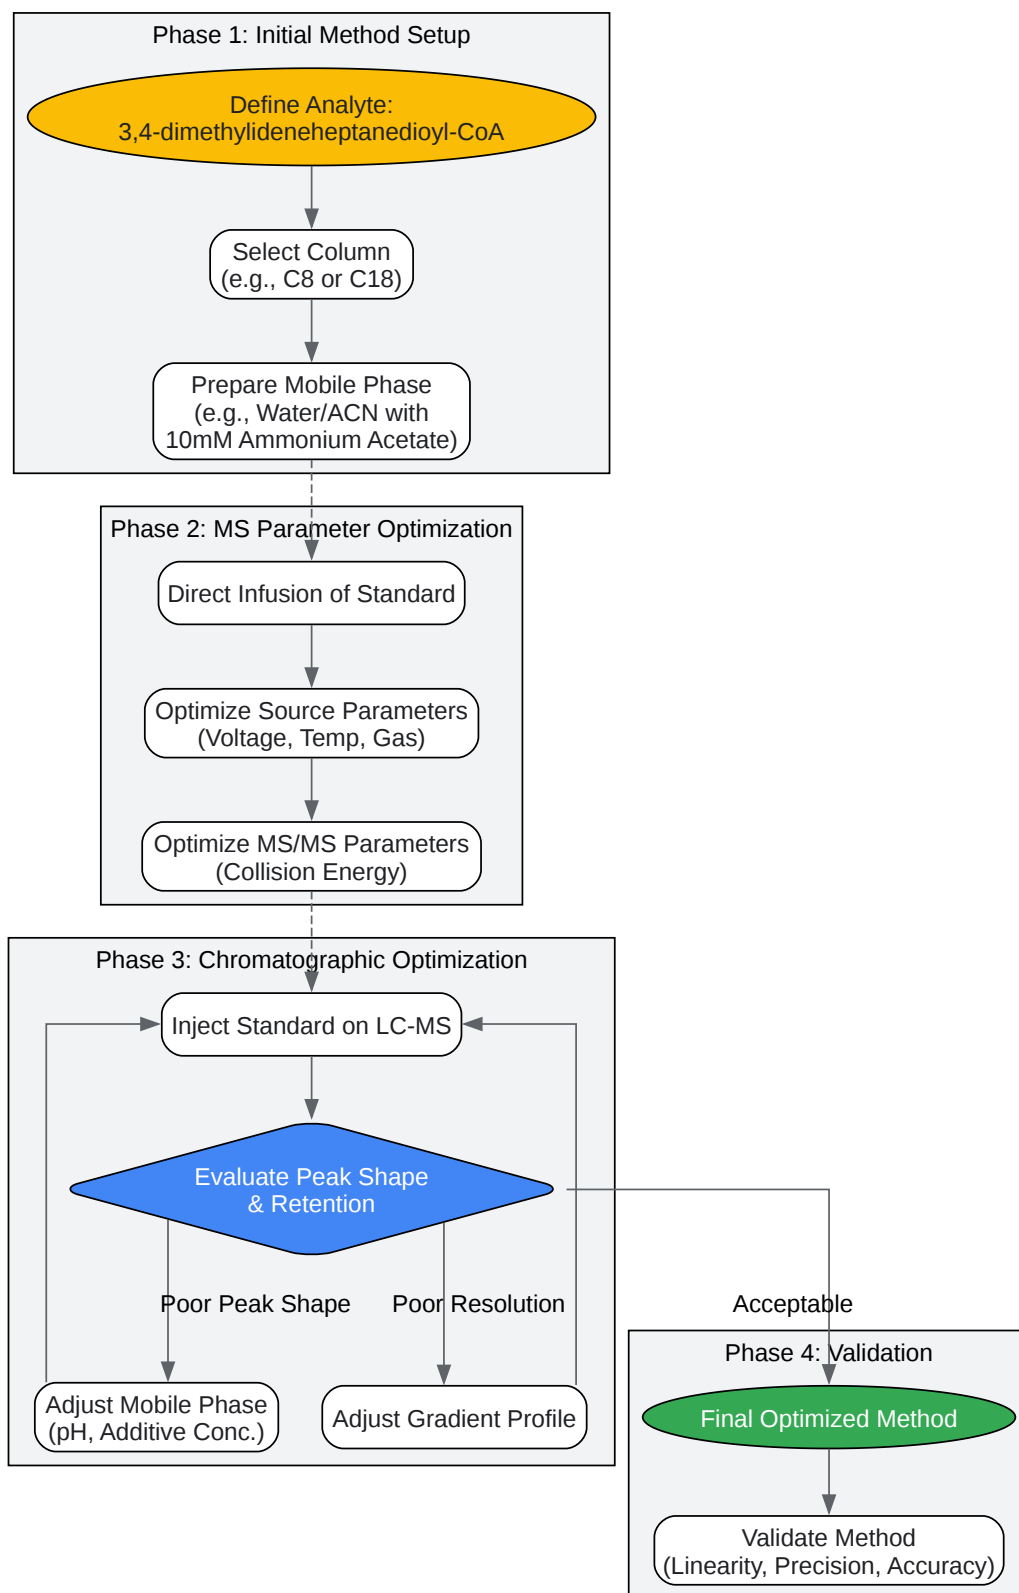 Phase 1: Initial Method Setup
Define Analyte:
3,4-dimethylideneheptanedioyl-CoA
Select Column
(e.g., C8 or C18)
Prepare Mobile Phase
(e.g., Water/ACN with
10mM Ammonium Acetate)
Phase 2: MS Parameter Optimization
Direct Infusion of Standard
Optimize Source Parameters
(Voltage, Temp, Gas)
Optimize MS/MS Parameters
(Collision Energy)
Phase 3: Chromatographic Optimization
Inject Standard on LC-MS
Evaluate Peak Shape
& Retention
Poor Peak Shape
Poor Resolution
Acceptable
Adjust Mobile Phase
(pH, Additive Conc.)
Adjust Gradient Profile
Phase 4: Validation
Final Optimized Method
Validate Method
(Linearity, Precision, Accuracy)